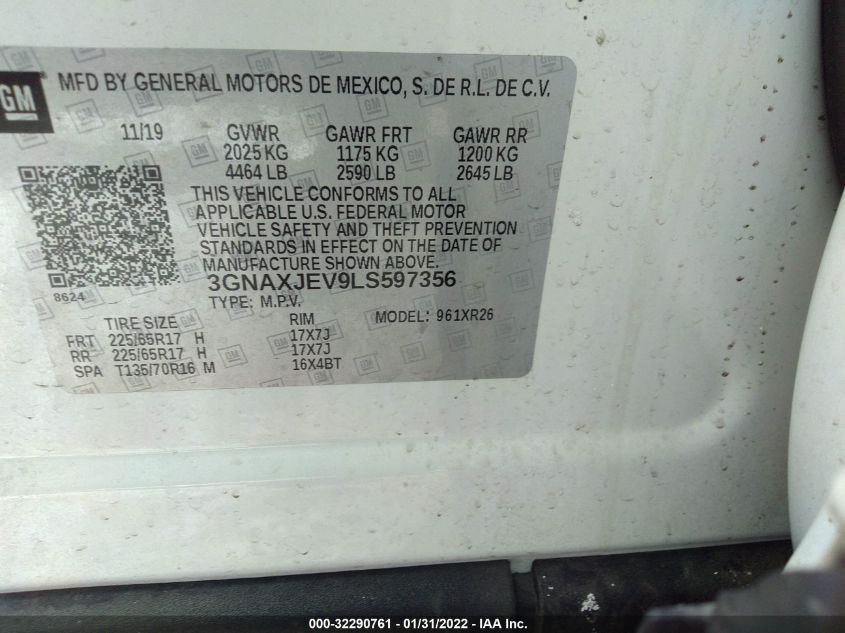 GM
MFD BY GENERAL MOTORS DE MEXICO, S. DE R.L. DE C.V.
11/19 GVWR GAWR FRT GAWR RR
2025 KG 1175 KG 1200 KG
4464 LB 2590 LB 2645 LB
THIS VEHICLE CONFORMS TO ALL
APPLICABLE U.S. FEDERAL MOTOR
VEHICLE SAFETY AND THEFT PREVENTION
STANDARDS IN EFFECT ON THE DATE OF
MANUFACTURE SHOWN ABOVE.
8624 3GNAXJEV9LS597356
TYPE: M.P.V.
TIRE SIZE RIM MODEL: 961XR26
FRT 225/65R17 H 17X7J
RR 225/65R17 H 17X7J
SPA T135/70R16 M 16X4BT
000-32290761 - 01/31/2022 - IAA Inc.